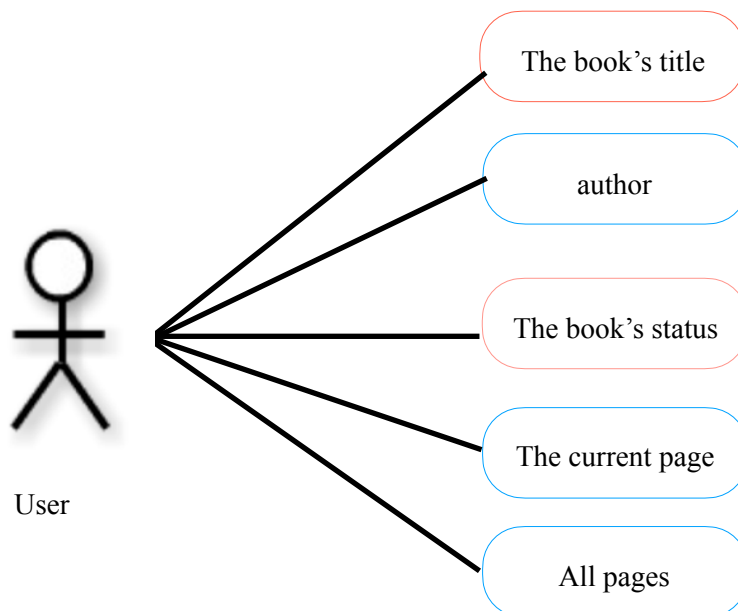 The book’s title
author
The book’s status
The current page
User
All pages